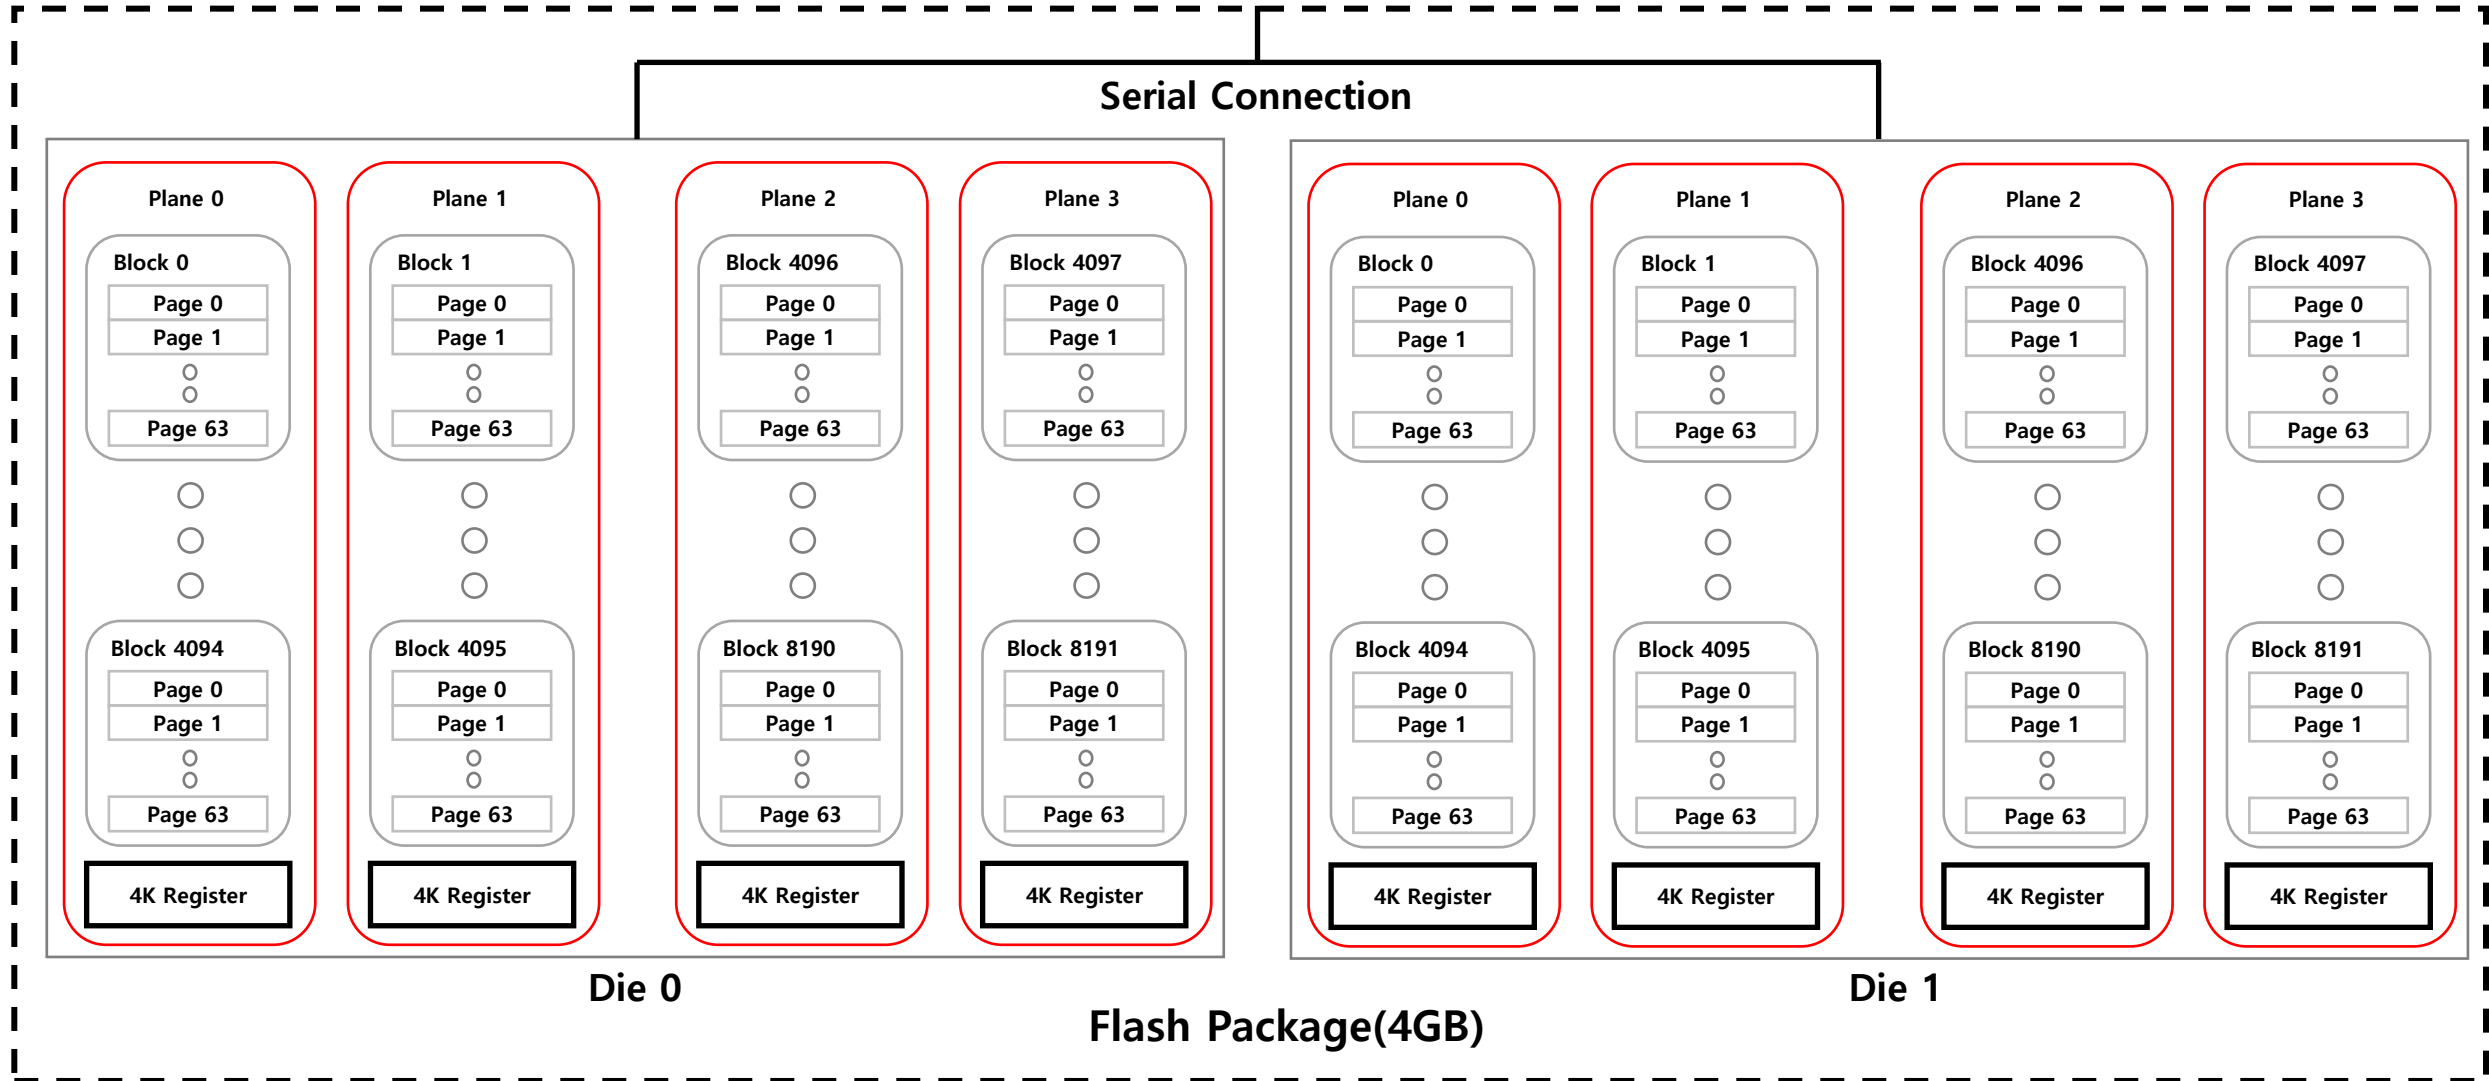 Serial Connection
Plane 0
Block 0
Page 0
Page 1
Page 63
Block 4094
Page 0
Page 1
Page 63
4K Register
Plane 1
Block 1
Page 0
Page 1
Page 63
Block 4095
Page 0
Page 1
Page 63
4K Register
Plane 2
Block 4096
Page 0
Page 1
Page 63
Block 8190
Page 0
Page 1
Page 63
4K Register
Plane 3
Block 4097
Page 0
Page 1
Page 63
Block 8191
Page 0
Page 1
Page 63
4K Register
Die 0
Plane 0
Block 0
Page 0
Page 1
Page 63
Block 4094
Page 0
Page 1
Page 63
4K Register
Plane 1
Block 1
Page 0
Page 1
Page 63
Block 4095
Page 0
Page 1
Page 63
4K Register
Plane 2
Block 4096
Page 0
Page 1
Page 63
Block 8190
Page 0
Page 1
Page 63
4K Register
Plane 3
Block 4097
Page 0
Page 1
Page 63
Block 8191
Page 0
Page 1
Page 63
4K Register
Die 1
Flash Package(4GB)